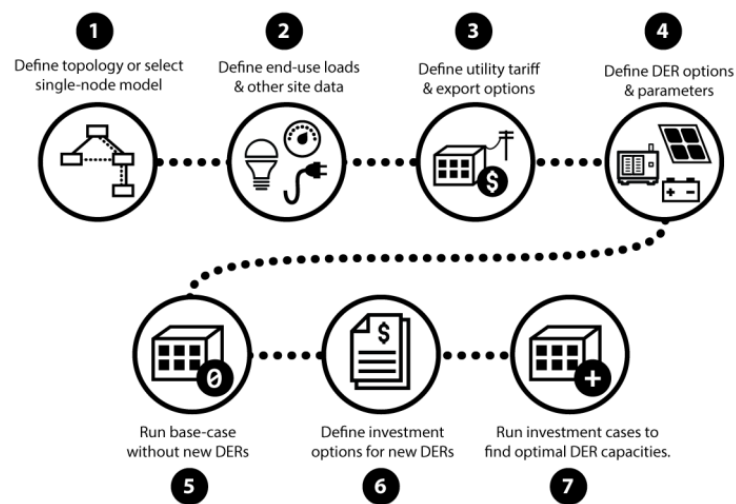 1
Define topology or select
single-node model
2
Define end-use loads
& other site data
3
Define utility tariff
& export options
$
4
Define DER options
& parameters
+ -
0
Run base-case
without new DERs
5
$
Define investment
options for new DERs
6
+
Run investment cases to
find optimal DER capacities.
7